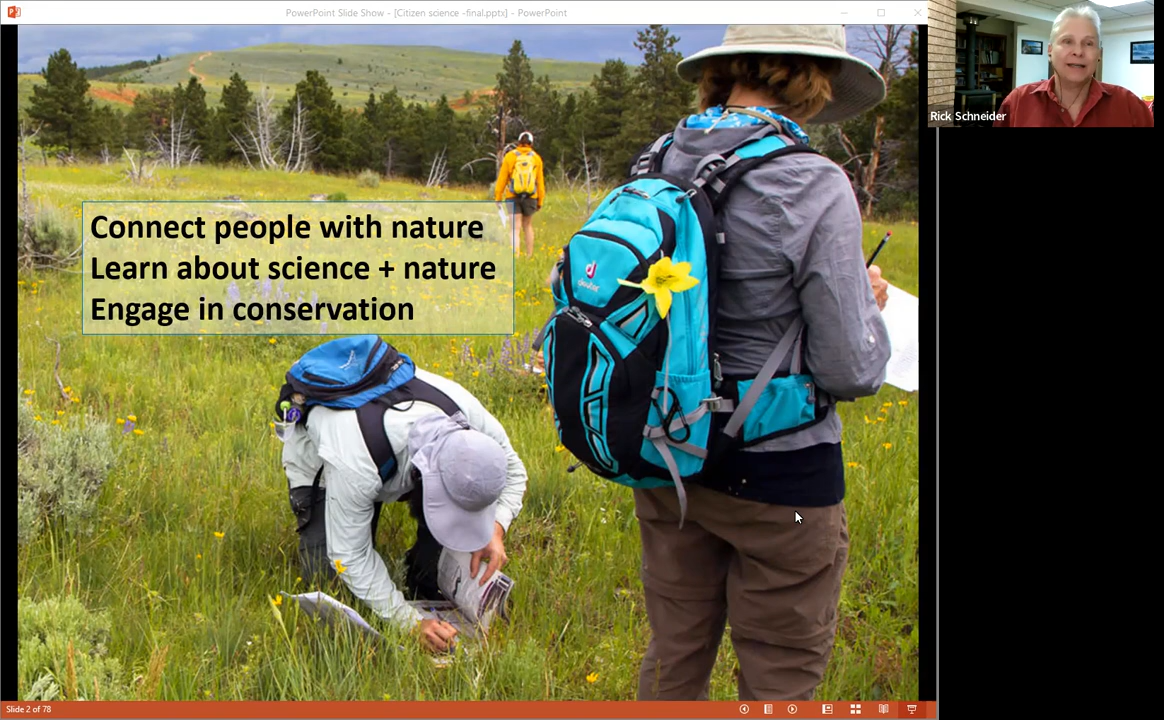 PowerPoint Slide Show - [Citizen science -final.pptx] - PowerPoint
Rick Schneider
Connect people with nature
Learn about science + nature
Engage in conservation
deuter
Slide 2 of 78